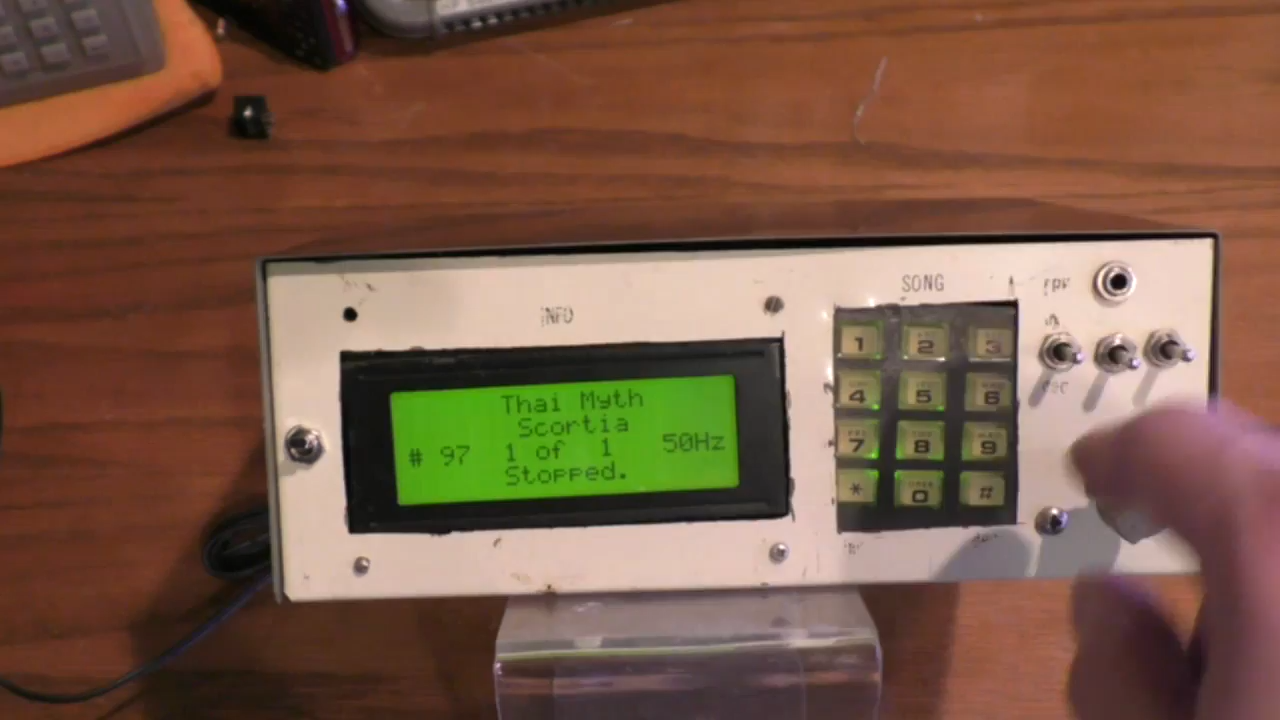 SONG
INFO
Thai Myth
Scortia
# 97 1 of 1 50Hz
Stopped.
1 2 3
4 5 6
7 8 9
* 0 #